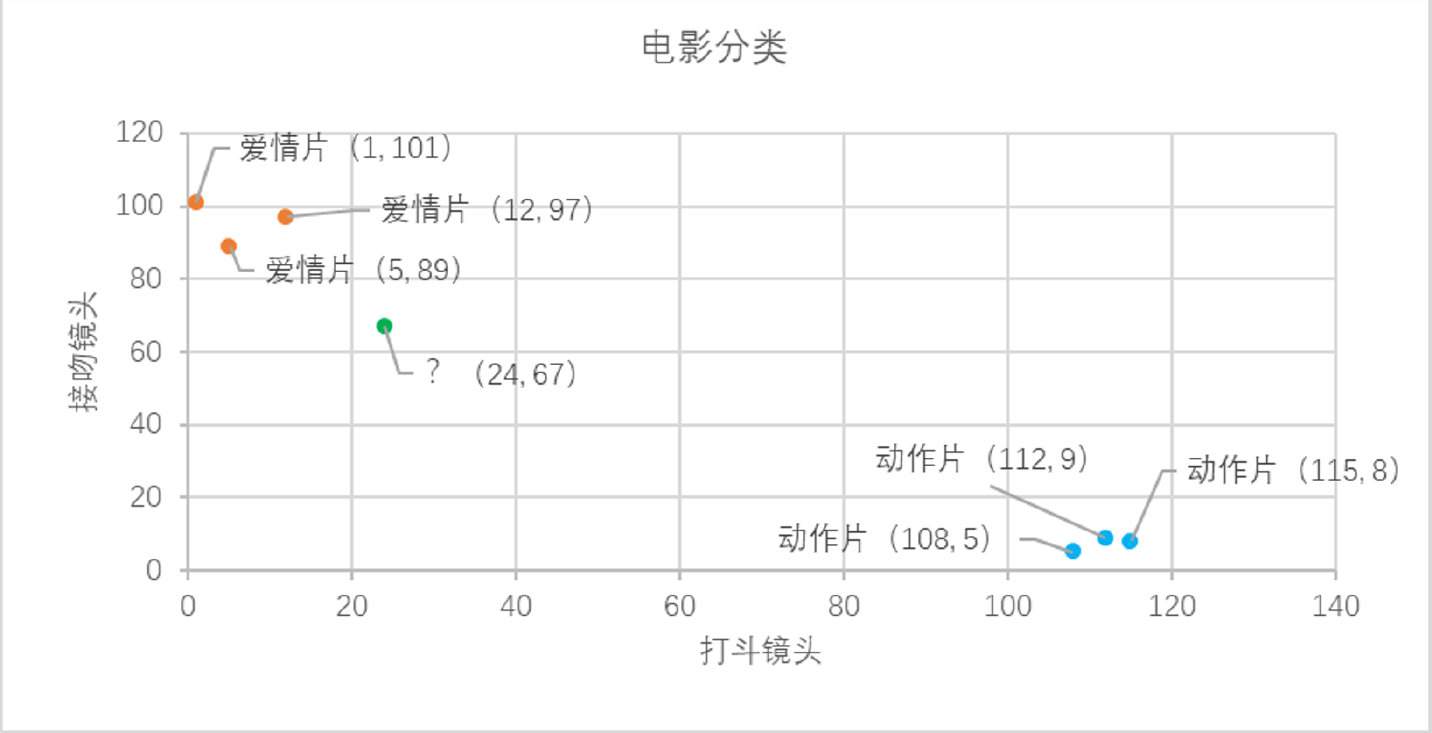 电影分类
120
爱情片（1, 101）
100
爱情片（12, 97）
爱情片（5, 89）
80
接吻镜头
60
？（24, 67）
40
动作片（112, 9）
动作片（115, 8）
20
动作片（108, 5）
0
0 20 40 60 80 100 120 140
打斗镜头